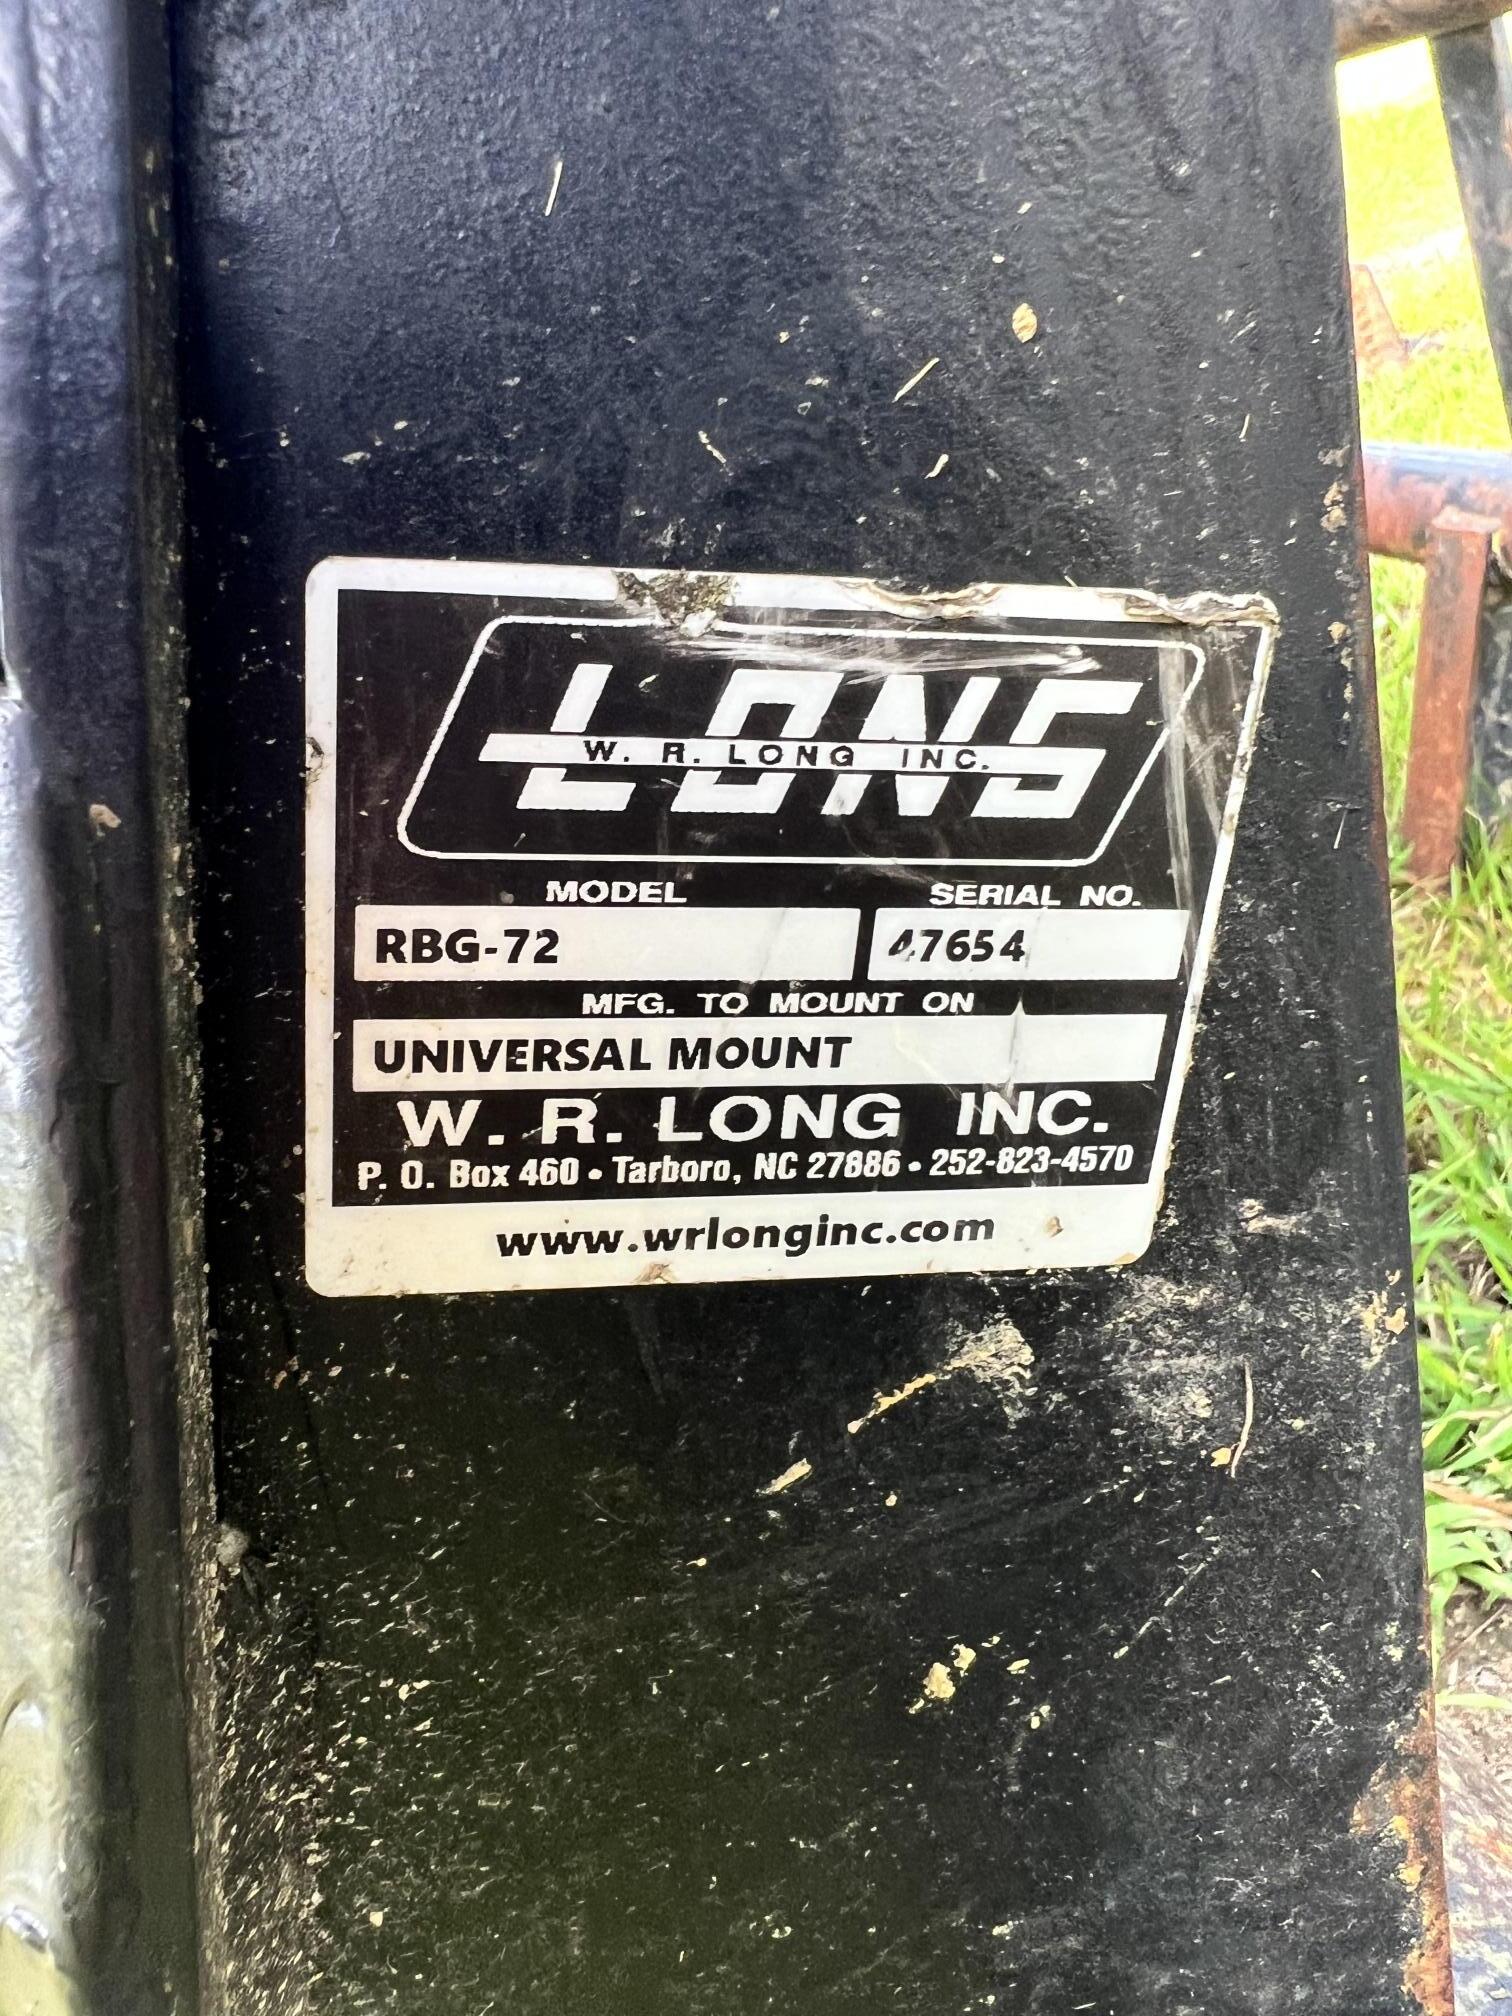 LONG
W. R. LONG INC.
MODEL SERIAL NO.
RBG-72 47654
MFG. TO MOUNT ON
UNIVERSAL MOUNT
W. R. LONG INC.
P. O. Box 460 • Tarboro, NC 27886 • 252-823-4570
www.wrlonginc.com